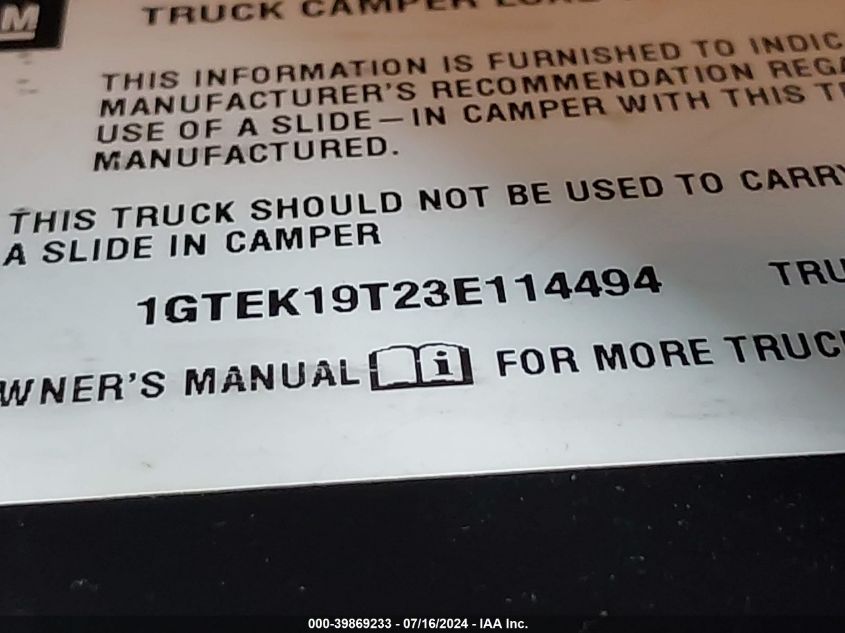 M
TRUCK CAMPER
THIS INFORMATION IS FURNISHED TO INDIC
MANUFACTURER'S RECOMMENDATION REGA
USE OF A SLIDE-IN CAMPER WITH THIS T
MANUFACTURED.
THIS TRUCK SHOULD NOT BE USED TO CARRY
A SLIDE IN CAMPER
1GTEK19T23E114494 TRU
WNER'S MANUAL i FOR MORE TRUC
000-39869233 - 07/16/2024 - IAA Inc.